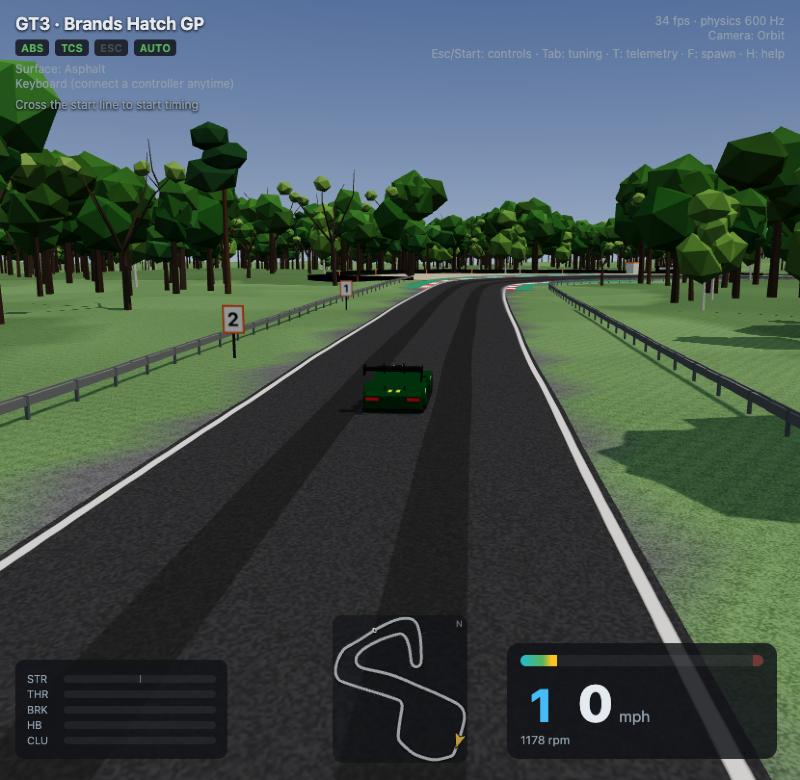 GT3 · Brands Hatch GP
ABS TCS ESC AUTO
Surface: Asphalt
Keyboard (connect a controller anytime)
Cross the start line to start timing
34 fps · physics 600 Hz
Camera: Orbit
Esc/Start: controls · Tab: tuning · T: telemetry · F: spawn · H: help
1
2
N
STR
THR
BRK
HB
CLU
1 0 mph
1178 rpm